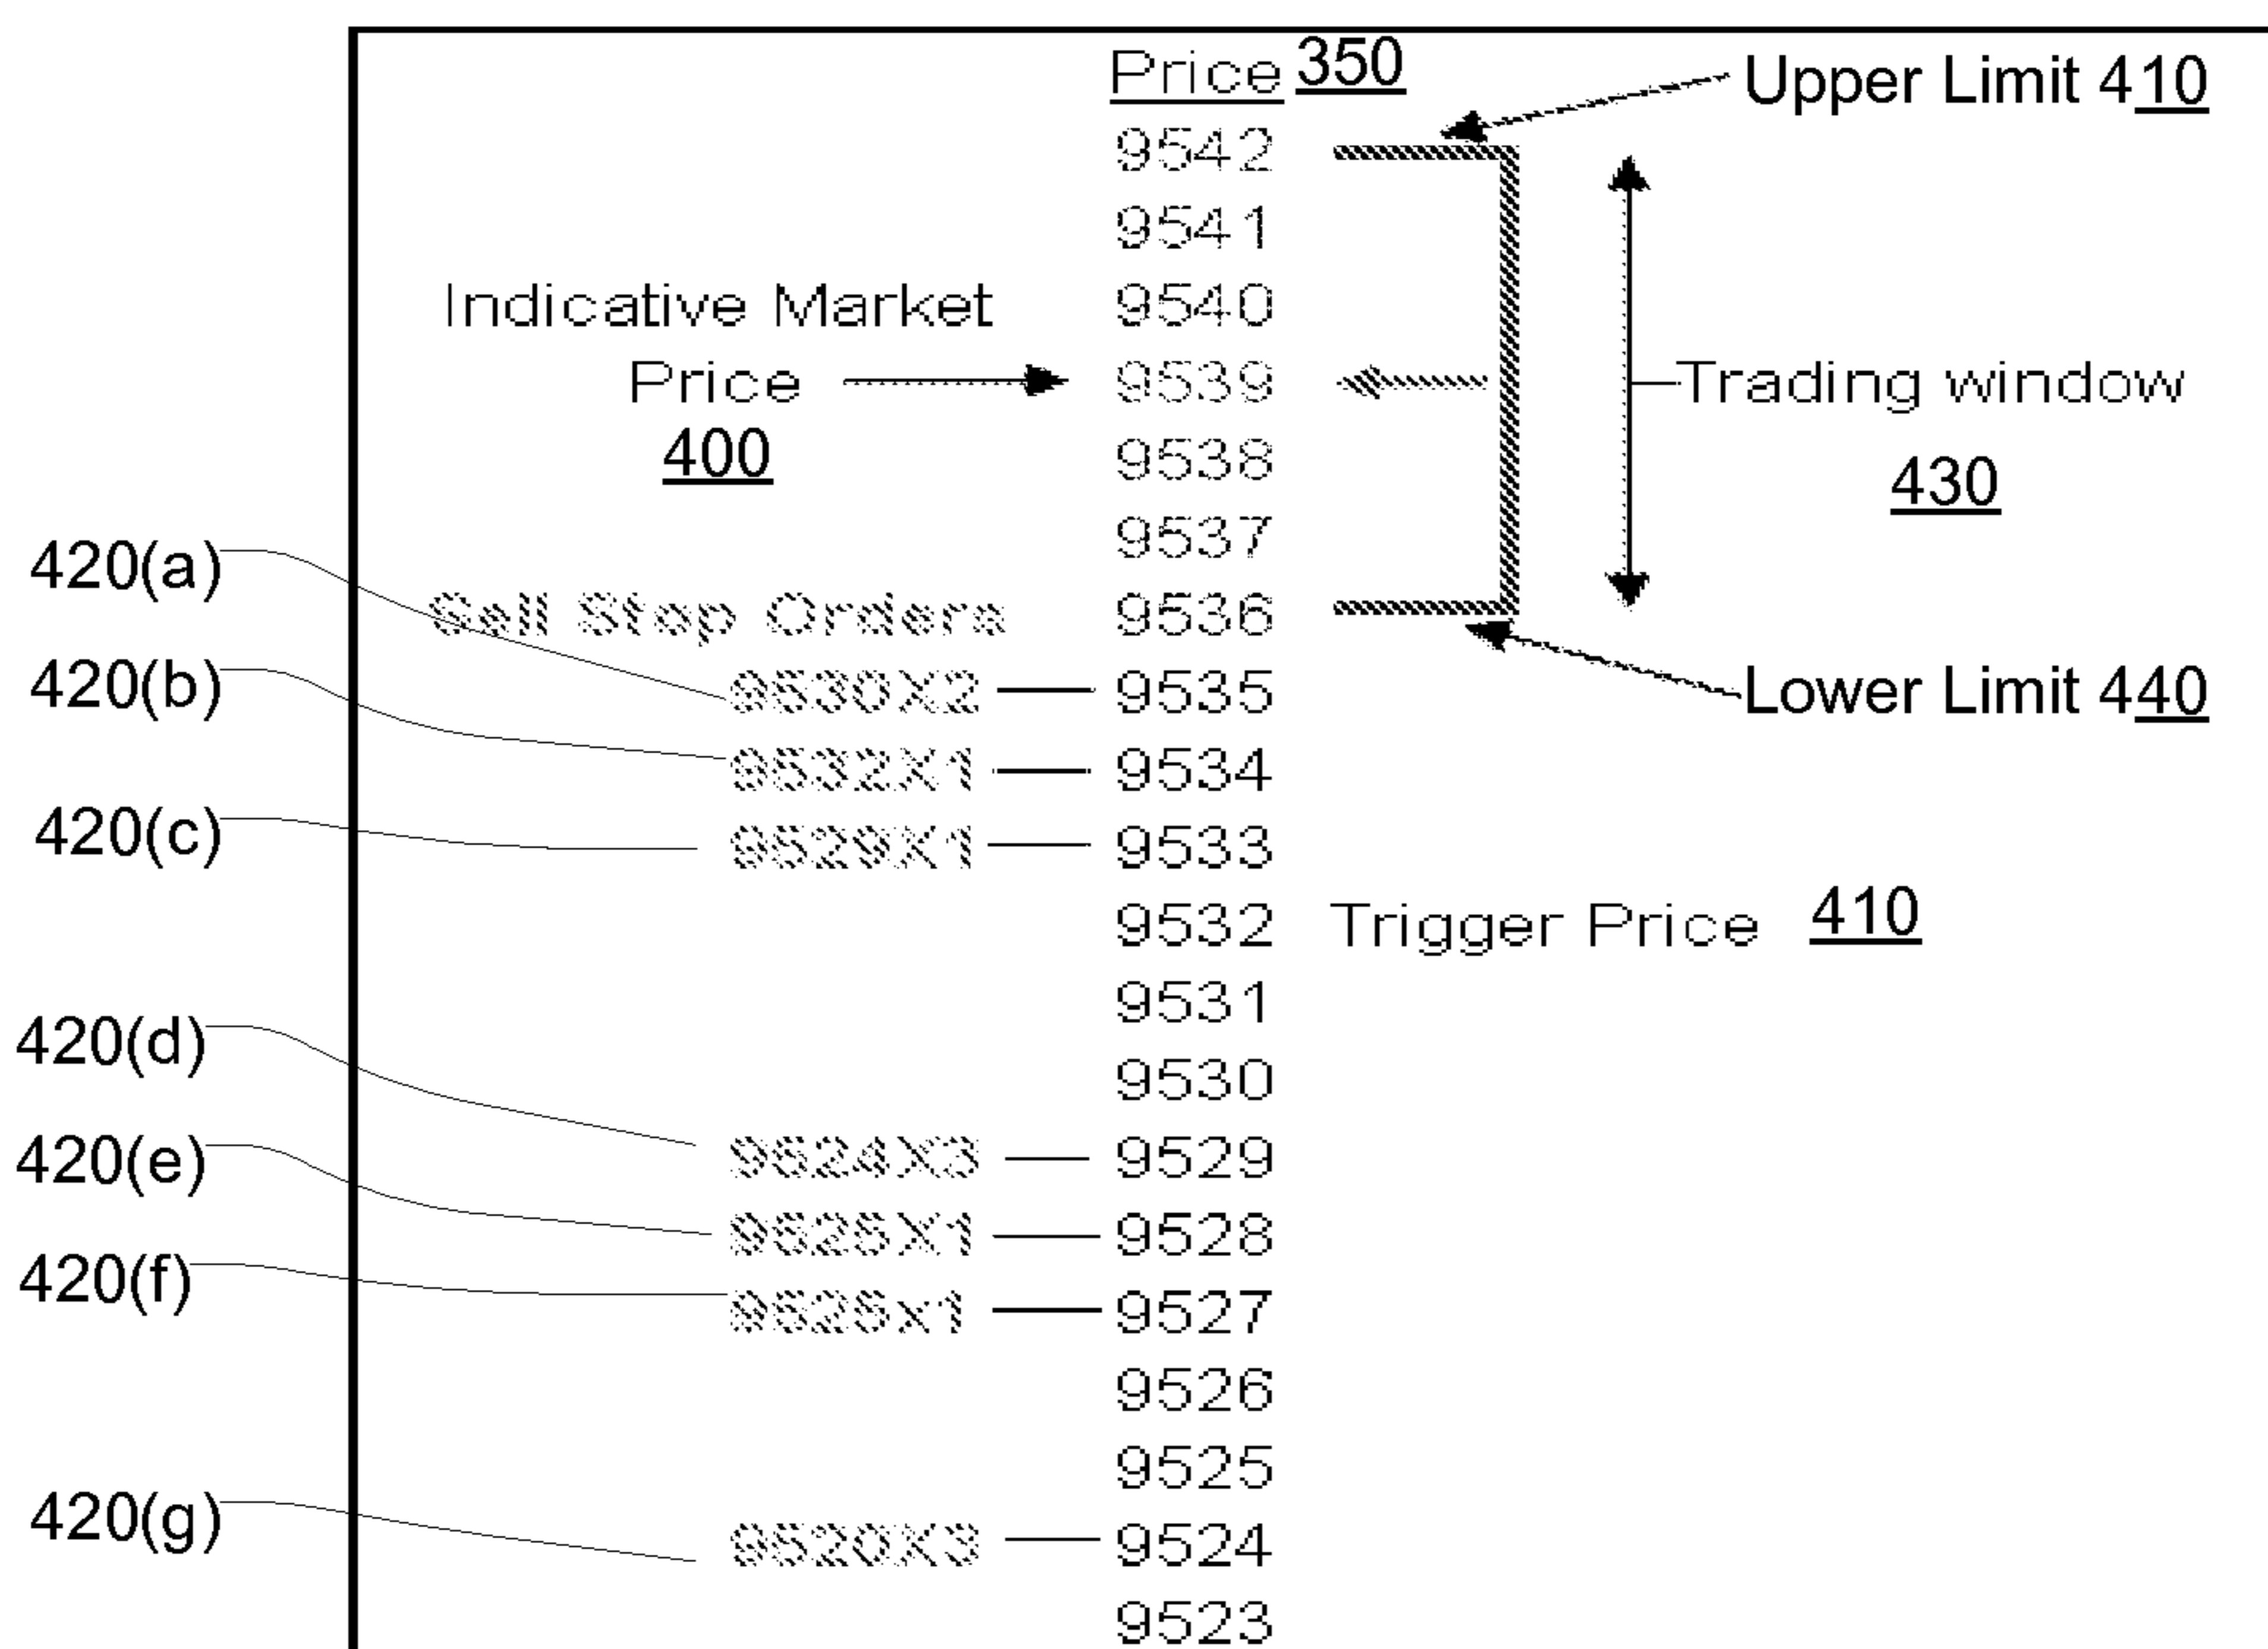 Price 350 Upper Limit 410
9542
9541
Indicative Market 9540
Price 9539 Trading window
400 9538 430
9537
420(a)
Sell Stop Orders 9536
420(b) 9530X2 9535 Lower Limit 440
9532X1 9534
420(c) 9529X1 9533
9532 Trigger Price 410
9531
420(d) 9530
420(e) 9524X3 9529
9525X1 9528
420(f) x1 9527
9526
9525
420(g) 9520X3 9524
9523